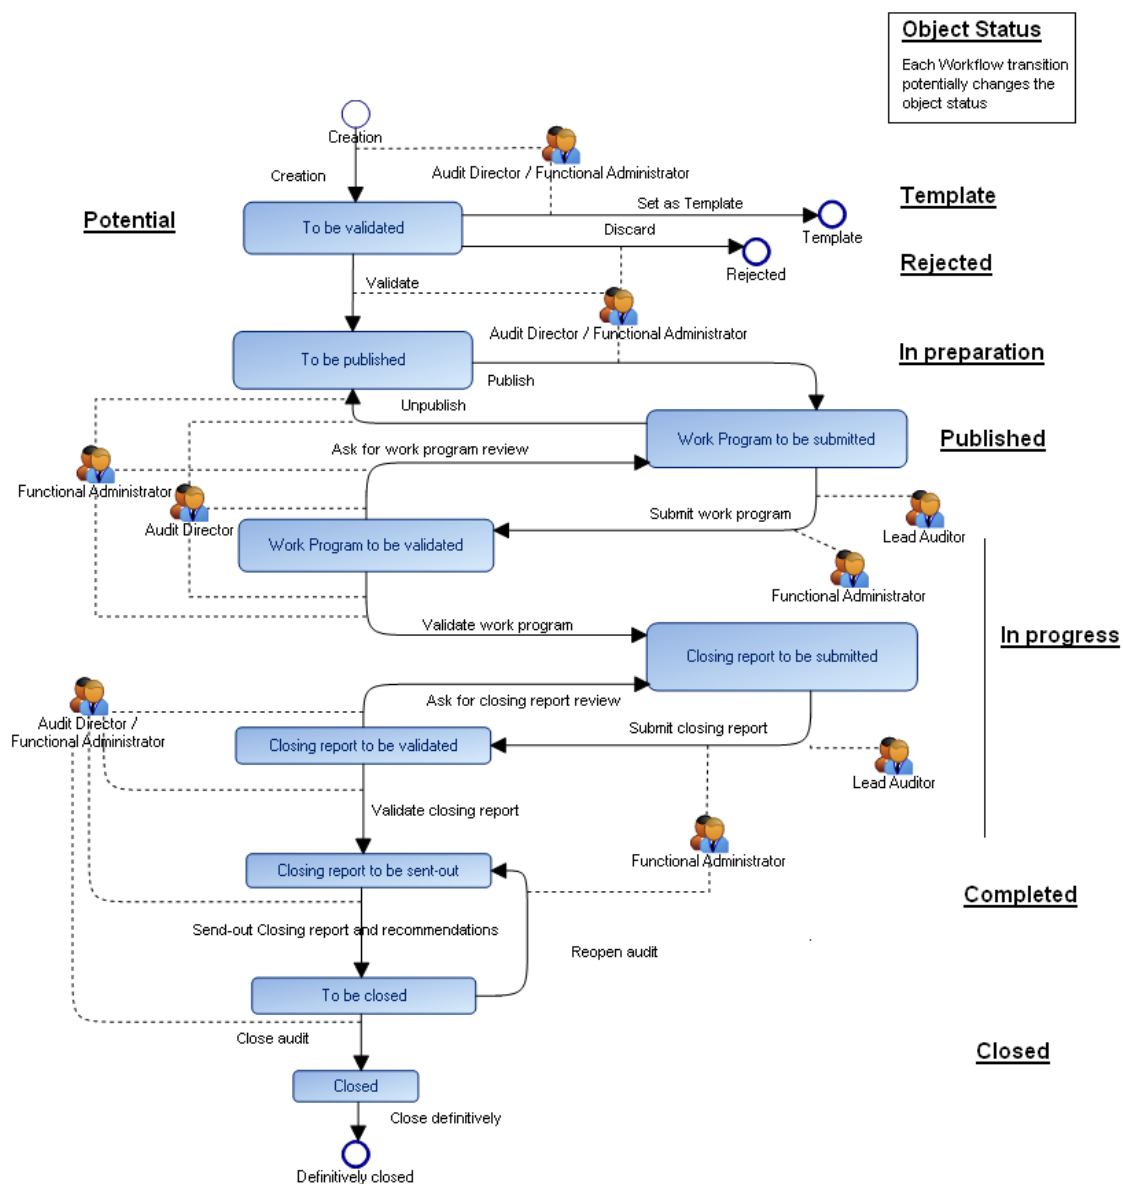 Object Status
Each Workflow transition
potentially changes the
object status
Creation
Creation
Audit Director / Functional Administrator
Potential
To be validated
Set as Template
Template
Template
Discard
Rejected
Rejected
Validate
Audit Director / Functional Administrator
To be published
In preparation
Publish
Unpublish
Work Program to be submitted
Published
Ask for work program review
Functional Administrator
Audit Director
Submit work program
Lead Auditor
Work Program to be validated
Functional Administrator
Validate work program
In progress
Closing report to be submitted
Ask for closing report review
Audit Director /
Functional Administrator
Submit closing report
Closing report to be validated
Lead Auditor
Validate closing report
Functional Administrator
Closing report to be sent-out
Completed
Send-out Closing report and recommendations
Reopen audit
To be closed
Close audit
Closed
Closed
Close definitively
Definitively closed